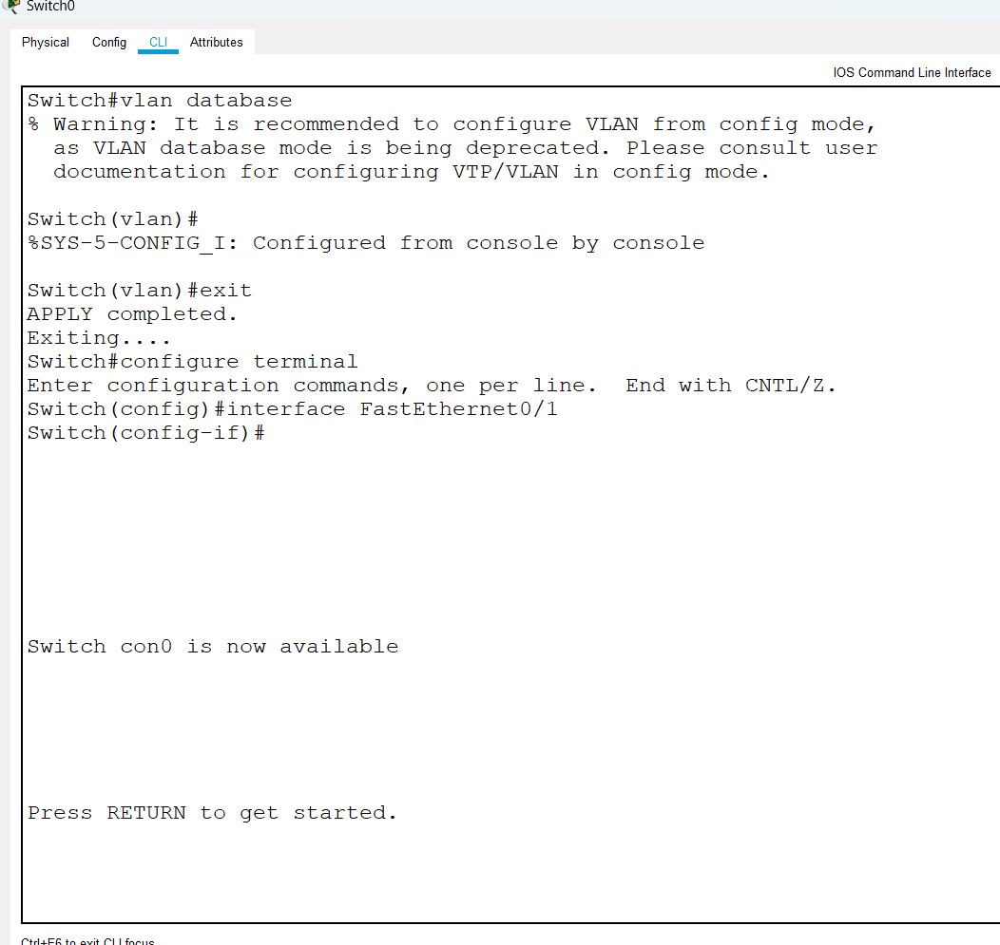 Switch0
Physical Config CLI Attributes
IOS Command Line Interface
Switch#vlan database
% Warning: It is recommended to configure VLAN from config mode,
as VLAN database mode is being deprecated. Please consult user
documentation for configuring VTP/VLAN in config mode.
Switch(vlan)#
%SYS-5-CONFIG_I: Configured from console by console
Switch(vlan)#exit
APPLY completed.
Exiting....
Switch#configure terminal
Enter configuration commands, one per line.  End with CNTL/Z.
Switch(config)#interface FastEthernet0/1
Switch(config-if)#
Switch con0 is now available
Press RETURN to get started.
Ctrl+F6 to exit CLI focus